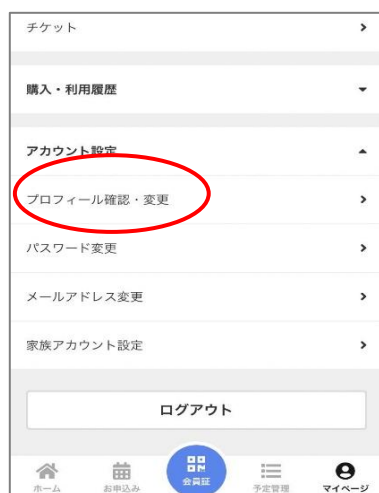 チケット
購入・利用履歴
アカウント設定
プロフィール確認・変更
パスワード変更
メールアドレス変更
家族アカウント設定
ログアウト
ホーム
お申込み
会員証
予定管理
マイページ